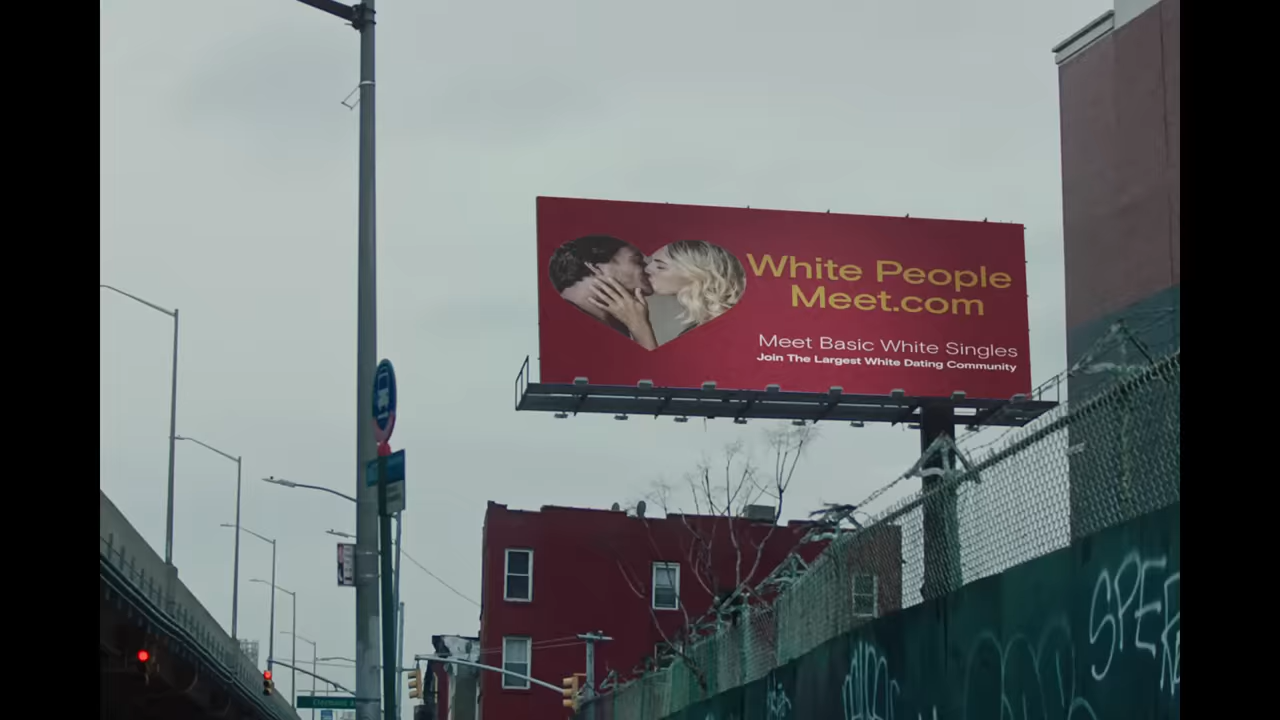 White People
Meet.com
Meet Basic White Singles
Join The Largest White Dating Community